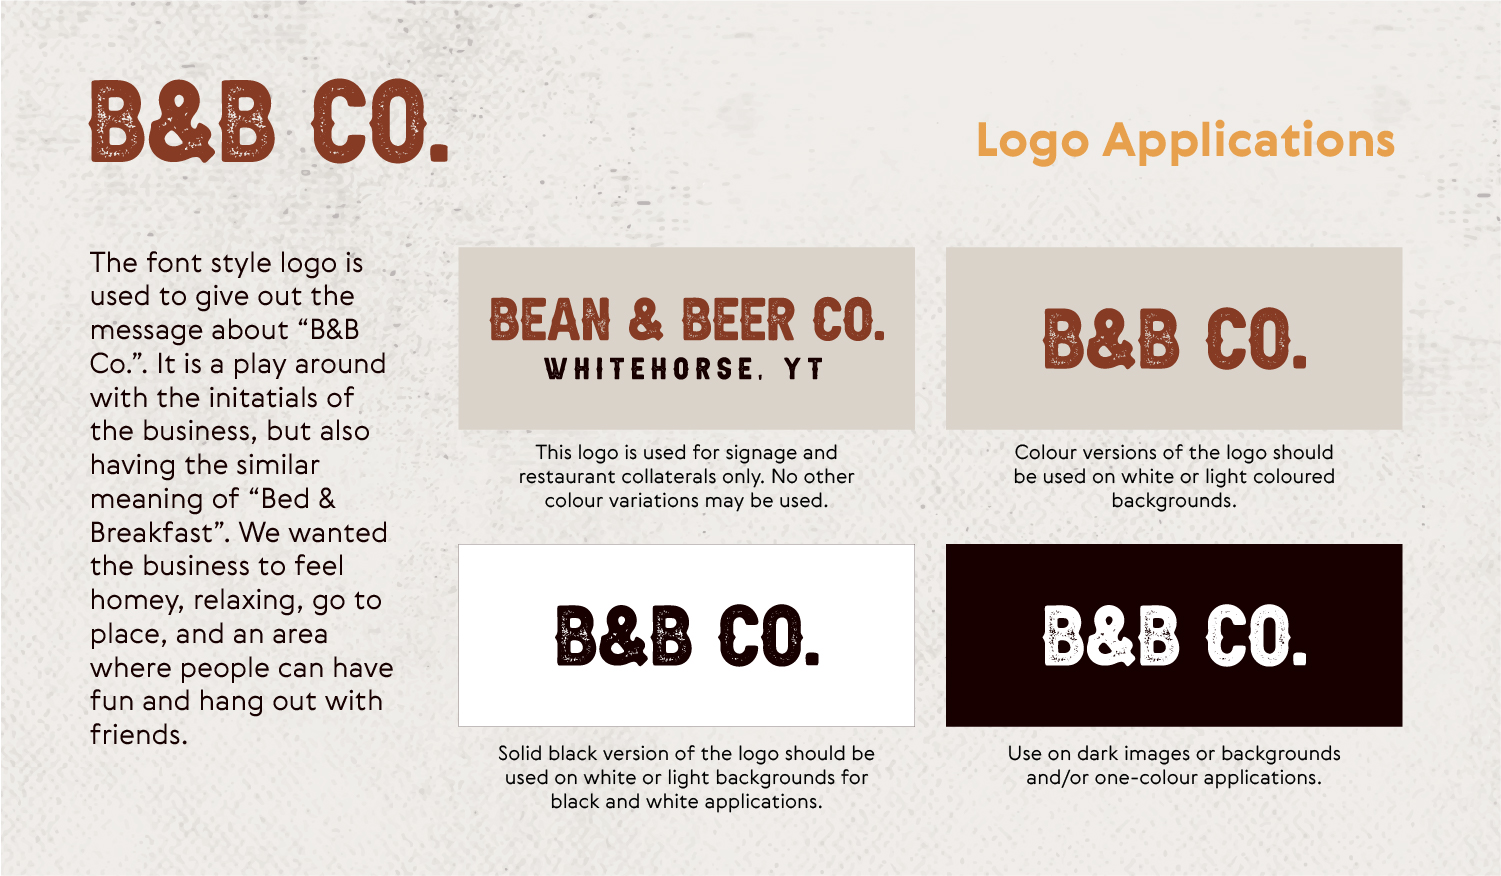 B&B CO.
Logo Applications
The font style logo is
used to give out the
message about “B&B
Co.”. It is a play around
with the initatials of
the business, but also
having the similar
meaning of “Bed &
Breakfast”. We wanted
the business to feel
homey, relaxing, go to
place, and an area
where people can have
fun and hang out with
friends.
BEAN & BEER CO.
WHITEHORSE, YT
This logo is used for signage and
restaurant collaterals only. No other
colour variations may be used.
B&B CO.
Colour versions of the logo should
be used on white or light coloured
backgrounds.
B&B CO.
Solid black version of the logo should be
used on white or light backgrounds for
black and white applications.
B&B CO.
Use on dark images or backgrounds
and/or one-colour applications.